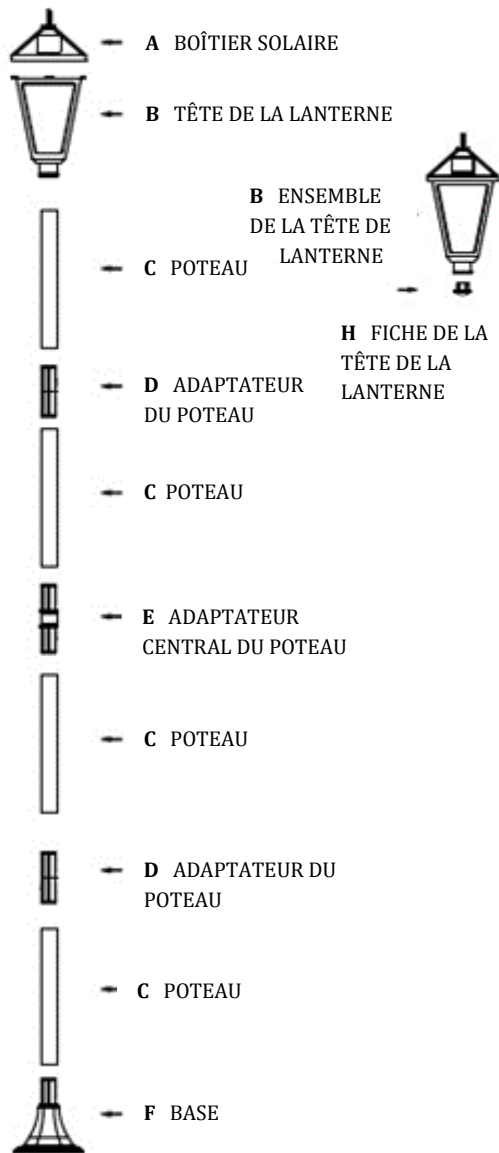 A BOÎTIER SOLAIRE
B TÊTE DE LA LANTERNE
B ENSEMBLE
DE LA TÊTE DE
LANTERNE
C POTEAU
H FICHE DE LA
TÊTE DE LA
LANTERNE
D ADAPTATEUR
DU POTEAU
C POTEAU
E ADAPTATEUR
CENTRAL DU POTEAU
C POTEAU
D ADAPTATEUR DU
POTEAU
C POTEAU
F BASE